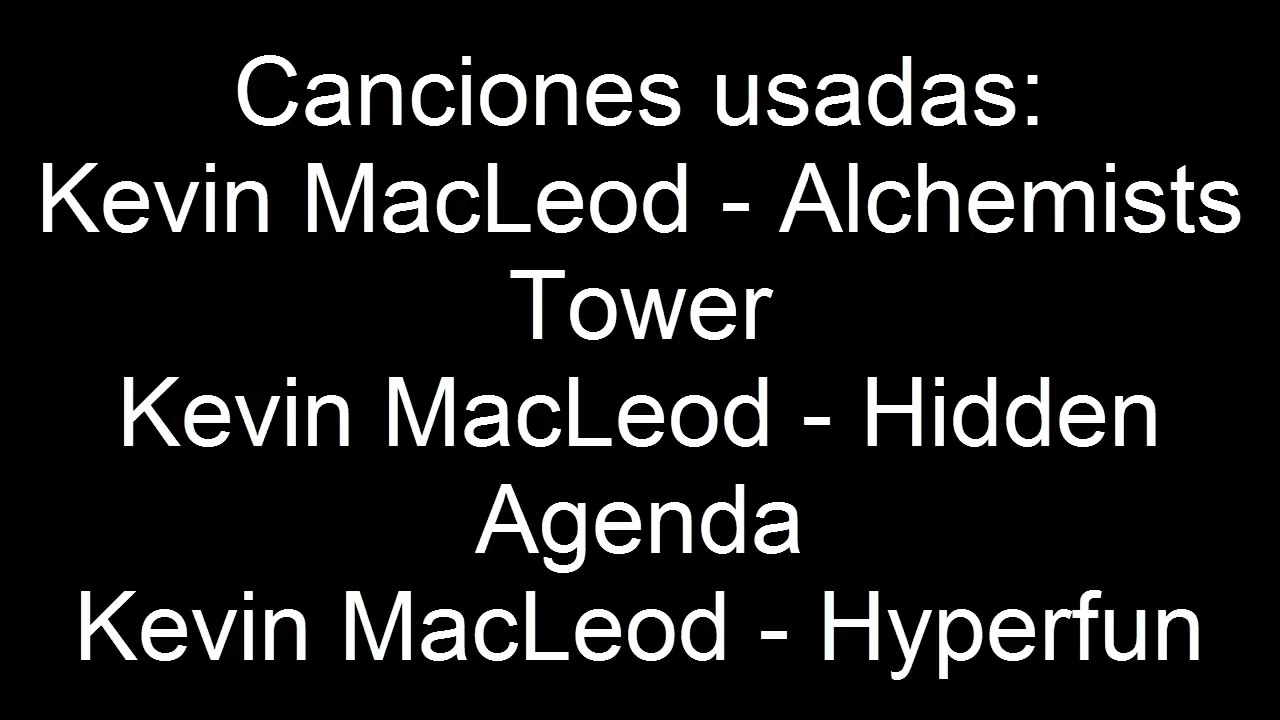 Canciones usadas:
Kevin MacLeod - Alchemists
Tower
Kevin MacLeod - Hidden
Agenda
Kevin MacLeod - Hyperfun